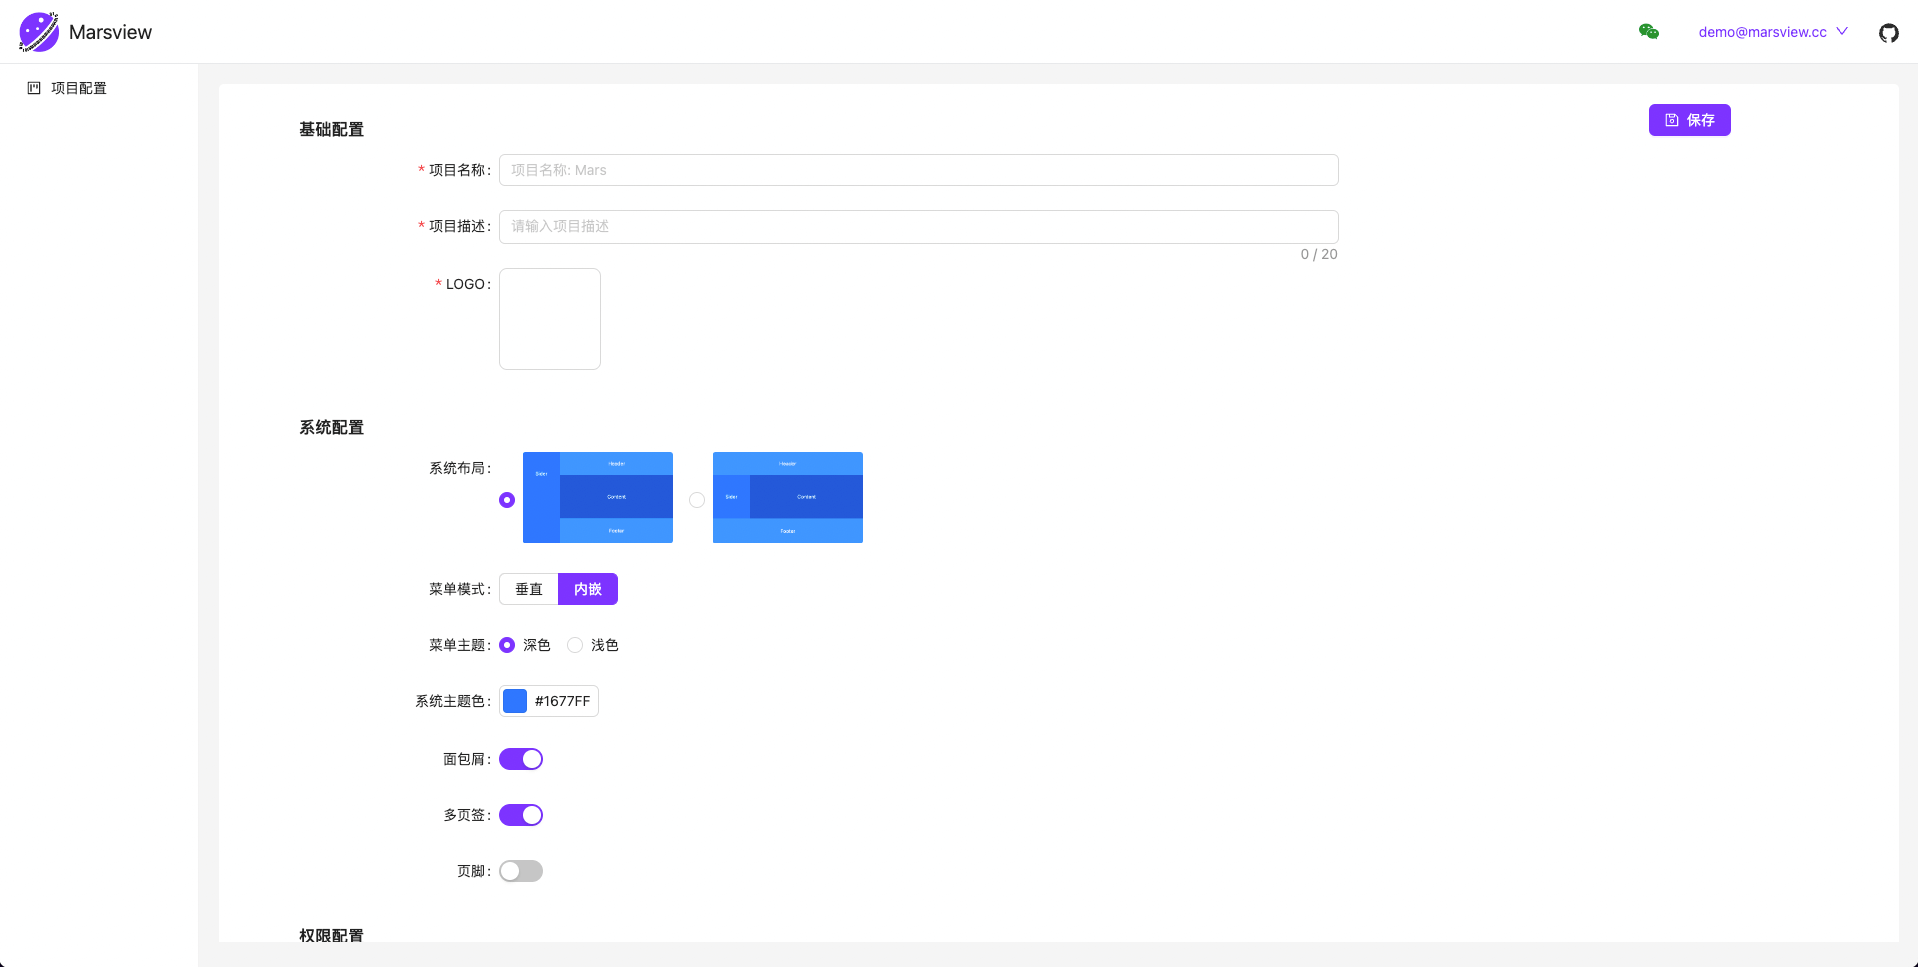 Marsview
demo@marsview.cc
项目配置
基础配置
保存
* 项目名称:
项目名称: Mars
* 项目描述:
请输入项目描述
0 / 20
* LOGO:
系统配置
系统布局:
Sider
Header
Content
Footer
Header
Sider
Content
Footer
菜单模式:
垂直
内嵌
菜单主题:
深色
浅色
系统主题色:
#1677FF
面包屑:
多页签:
页脚:
权限配置